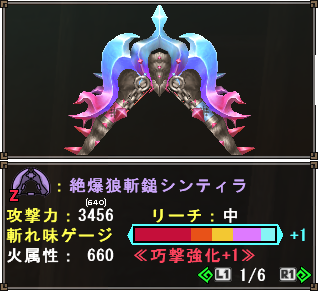 Z：絶爆狼斬鎚シンティラ
(640)
攻撃力：3456 リーチ：中
斬れ味ゲージ +1
火属性： 660 ≪巧撃強化+1≫
L1 1/6 R1